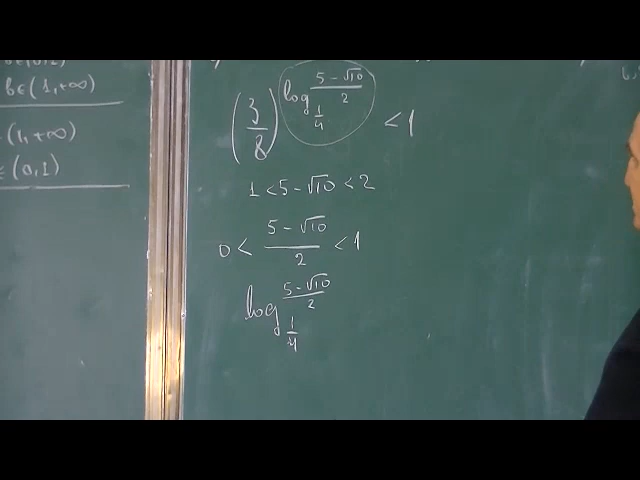 b∈(1,+∞)
(1,+∞)
∈(0,1)
(3/8)^(log_{1/4} (5-√10)/2) < 1
1 < 5-√10 < 2
0 < (5-√10)/2 < 1
log_{1/4} (5-√10)/2